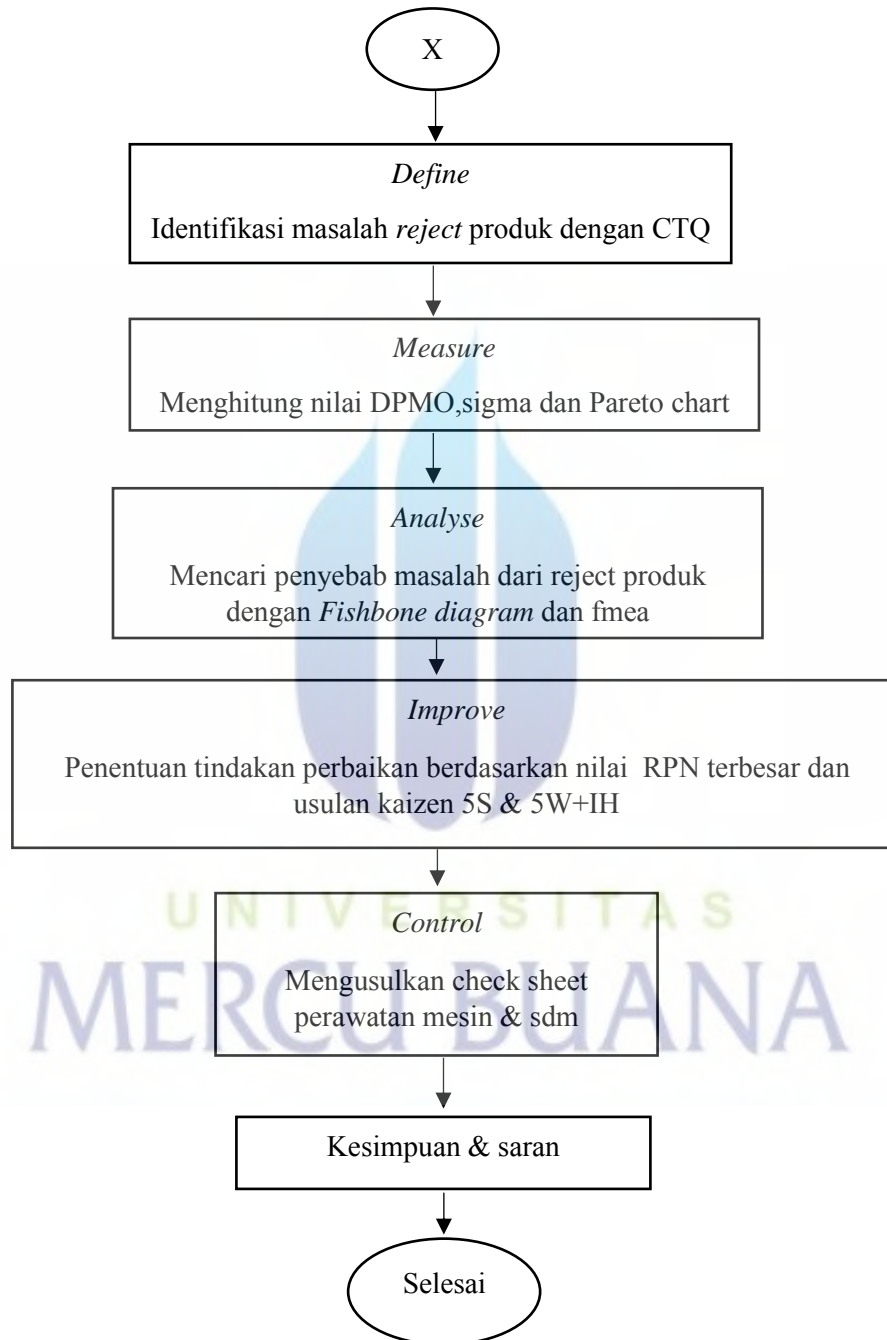 X
Define
Identifikasi masalah reject produk dengan CTQ
Measure
Menghitung nilai DPMO,sigma dan Pareto chart
Analyse
Mencari penyebab masalah dari reject produk
dengan Fishbone diagram dan fmea
Improve
Penentuan tindakan perbaikan berdasarkan nilai RPN terbesar dan
usulan kaizen 5S & 5W+IH
UNIVERSITAS
Control
MERCU BUANA
Mengusulkan check sheet
perawatan mesin & sdm
Kesimpuan & saran
Selesai